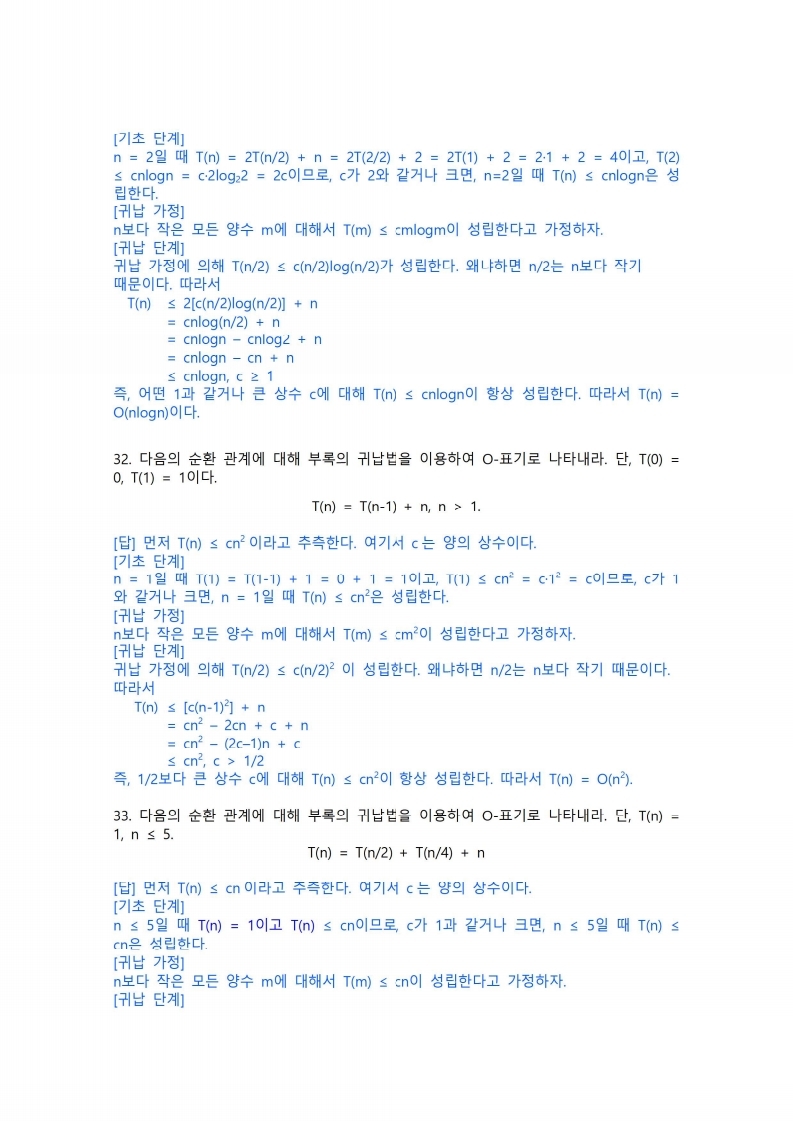 [기초 단계]
n = 2일 때 T(n) = 2T(n/2) + n = 2T(2/2) + 2 = 2T(1) + 2 = 2·1 + 2 = 4이고, T(2)
≤ cnlogn = c·2log₂2 = 2c이므로, c가 2와 같거나 크면, n=2일 때 T(n) ≤ cnlogn은 성
립한다.
[귀납 가정]
n보다 작은 모든 양수 m에 대해서 T(m) ≤ cmlogm이 성립한다고 가정하자.
[귀납 단계]
귀납 가정에 의해 T(n/2) ≤ c(n/2)log(n/2)가 성립한다. 왜냐하면 n/2는 n보다 작기
때문이다. 따라서
T(n) ≤ 2[c(n/2)log(n/2)] + n
= cnlog(n/2) + n
= cnlogn – cnlog2 + n
= cnlogn – cn + n
≤ cnlogn, c ≥ 1
즉, 어떤 1과 같거나 큰 상수 c에 대해 T(n) ≤ cnlogn이 항상 성립한다. 따라서 T(n) =
O(nlogn)이다.
32. 다음의 순환 관계에 대해 부록의 귀납법을 이용하여 O-표기로 나타내라. 단, T(0) =
0, T(1) = 1이다.
T(n) = T(n-1) + n, n > 1.
[답] 먼저 T(n) ≤ cn² 이라고 추측한다. 여기서 c 는 양의 상수이다.
[기초 단계]
n = 1일 때 T(1) = T(1-1) + 1 = 0 + 1 = 1이고, T(1) ≤ cn² = c·1² = c이므로, c가 1
와 같거나 크면, n = 1일 때 T(n) ≤ cn²은 성립한다.
[귀납 가정]
n보다 작은 모든 양수 m에 대해서 T(m) ≤ cm²이 성립한다고 가정하자.
[귀납 단계]
귀납 가정에 의해 T(n/2) ≤ c(n/2)² 이 성립한다. 왜냐하면 n/2는 n보다 작기 때문이다.
따라서
T(n) ≤ [c(n-1)²] + n
= cn² – 2cn + c + n
= cn² – (2c–1)n + c
≤ cn², c > 1/2
즉, 1/2보다 큰 상수 c에 대해 T(n) ≤ cn²이 항상 성립한다. 따라서 T(n) = O(n²).
33. 다음의 순환 관계에 대해 부록의 귀납법을 이용하여 O-표기로 나타내라. 단, T(n) =
1, n ≤ 5.
T(n) = T(n/2) + T(n/4) + n
[답] 먼저 T(n) ≤ cn 이라고 추측한다. 여기서 c 는 양의 상수이다.
[기초 단계]
n ≤ 5일 때 T(n) = 1이고 T(n) ≤ cn이므로, c가 1과 같거나 크면, n ≤ 5일 때 T(n) ≤
cn은 성립한다.
[귀납 가정]
n보다 작은 모든 양수 m에 대해서 T(m) ≤ cn이 성립한다고 가정하자.
[귀납 단계]